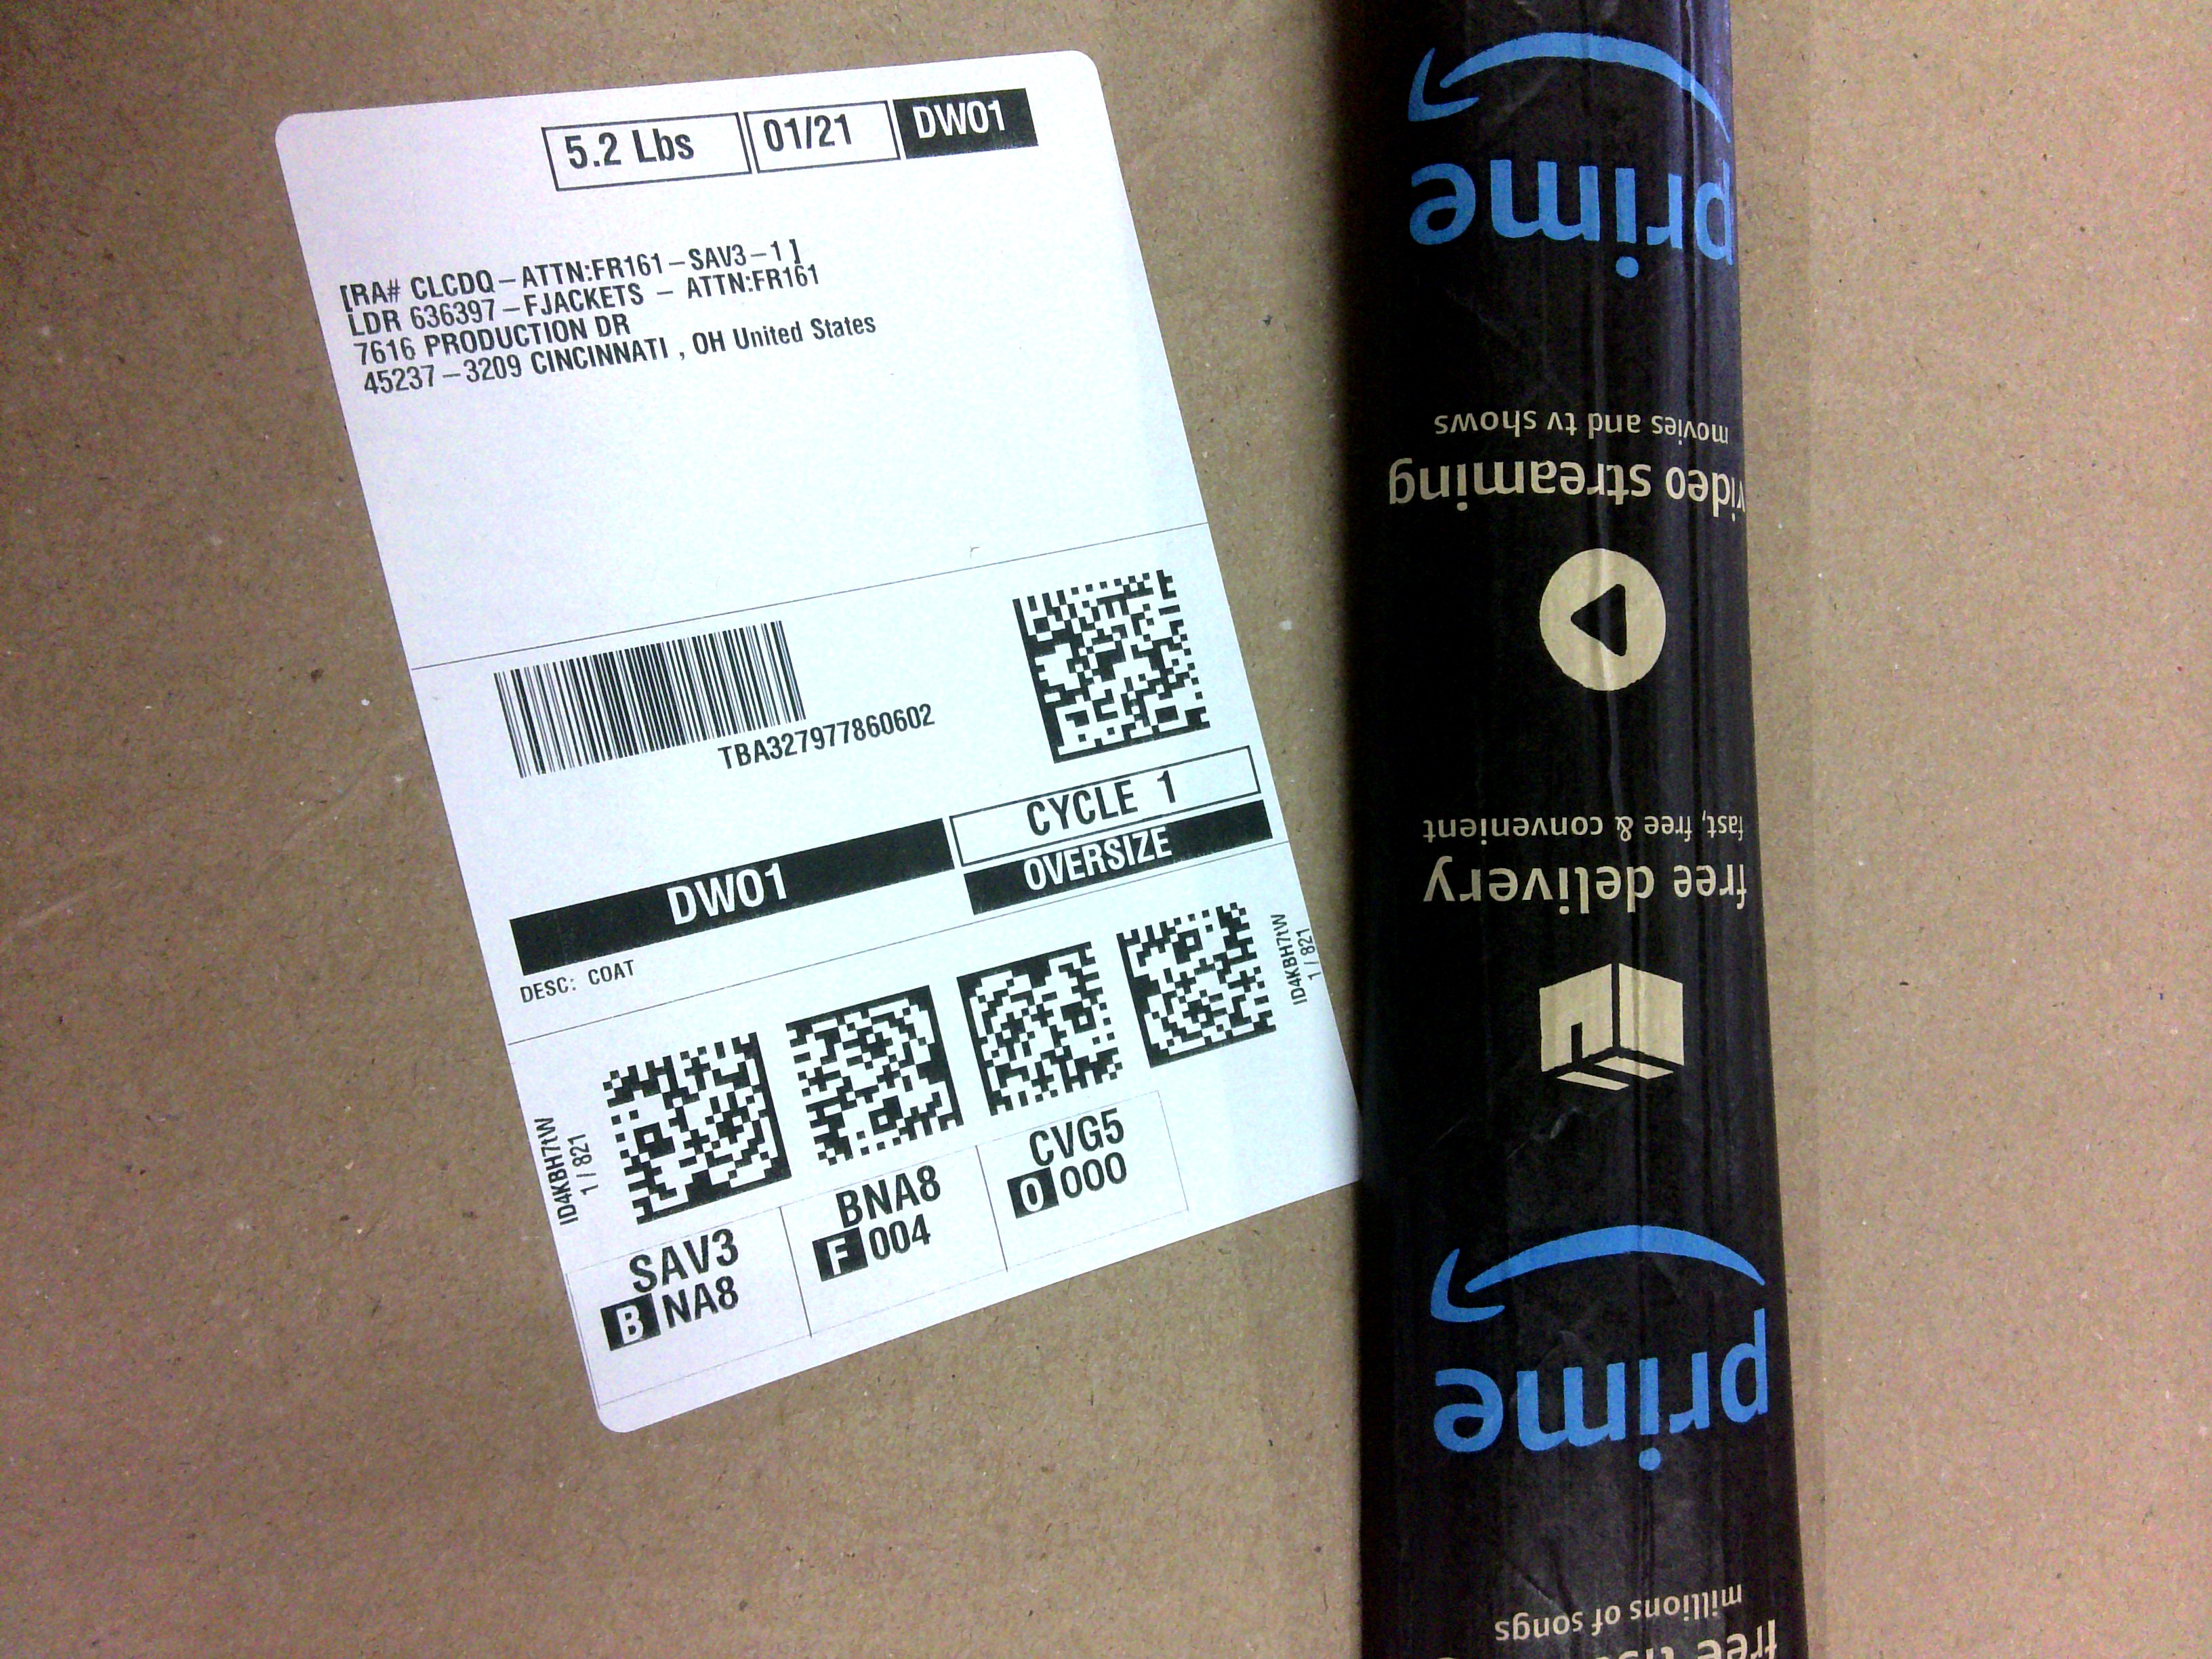 5.2 Lbs 01/21 DW01
[RA# CLCDQ-ATTN:FR161-SAV3-1]
LDR 636397-FJACKETS - ATTN:FR161
7616 PRODUCTION DR
45237-3209 CINCINNATI , OH United States
TBA327977860602
CYCLE 1
DW01
OVERSIZE
DESC: COAT
ID4KBH7tW
1 / 821
ID4KBH7tW
1 / 821
SAV3
B NA8
BNA8
F 004
CVG5
0 000
prime
video streaming
movies and tv shows
free delivery
fast, free & convenient
prime
free
millions of songs